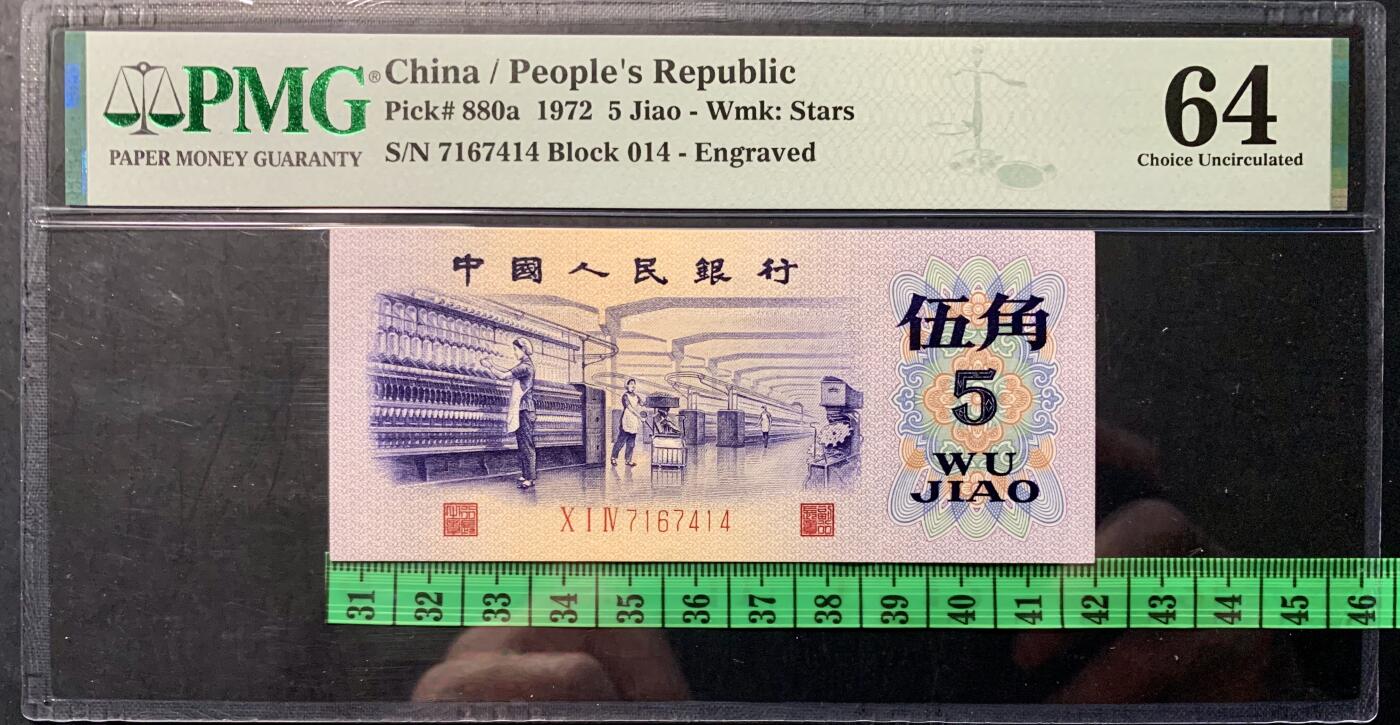 PMG®
PAPER MONEY GUARANTY
China / People's Republic
Pick# 880a 1972 5 Jiao - Wmk: Stars
S/N 7167414 Block 014 - Engraved
64
Choice Uncirculated
中國人民銀行
伍角
5
WU
JIAO
X I IV 7167414
31 32 33 34 35 36 37 38 39 40 41 42 43 44 45 46